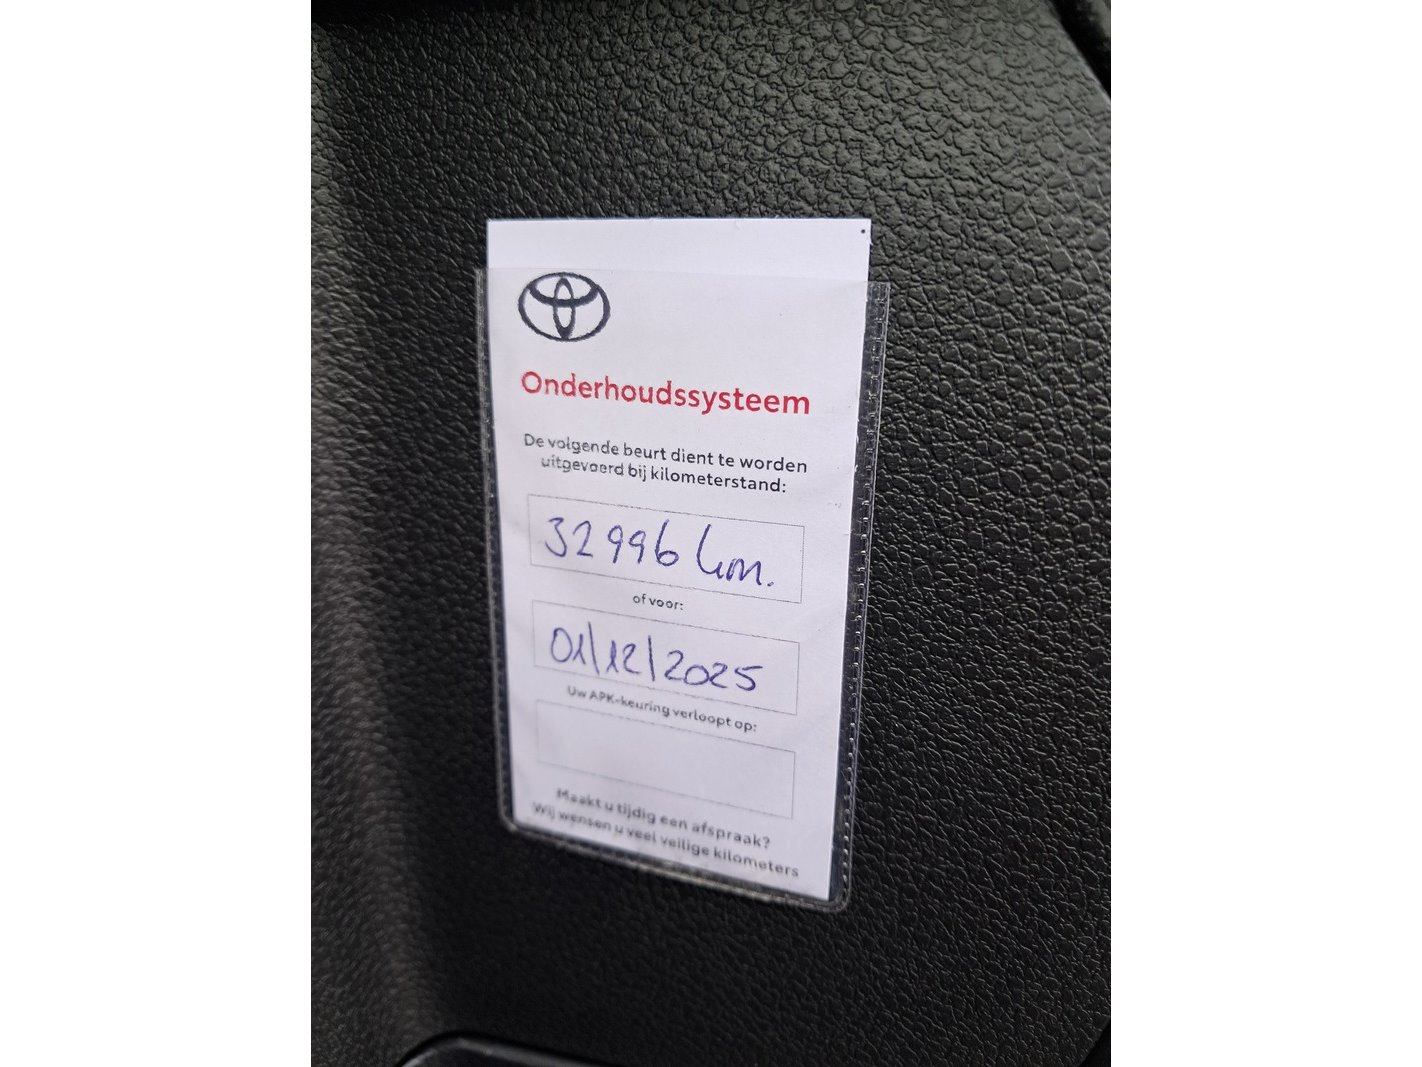 Onderhoudssysteem
De volgende beurt dient te worden
uitgevoerd bij kilometerstand:
32996 km.
of voor:
01/12/2025
Uw APK-keuring verloopt op:
Maakt u tijdig een afspraak?
Wij wensen u veel veilige kilometers